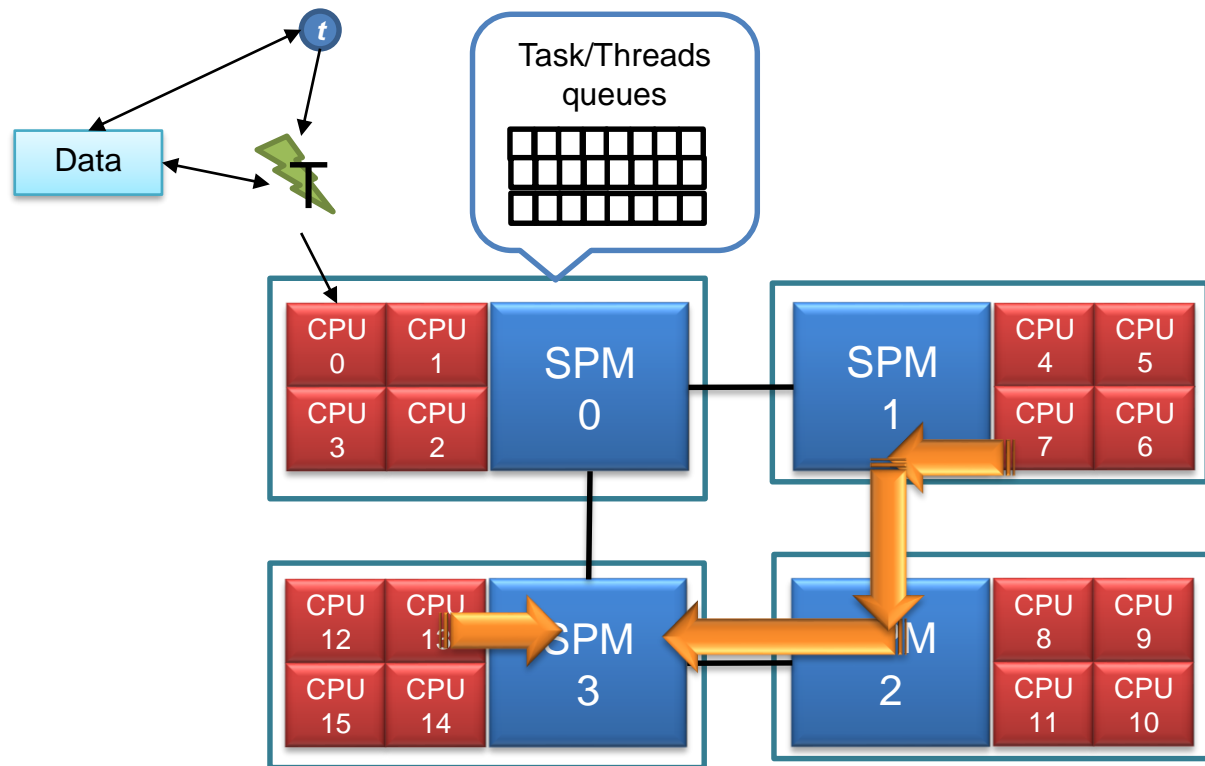 t
Task/Threads
queues
Data
T
CPU
0
CPU
1
CPU
3
CPU
2
SPM
0
SPM
1
CPU
4
CPU
5
CPU
7
CPU
6
CPU
12
CPU
13
CPU
15
CPU
14
SPM
3
2
CPU
8
CPU
9
CPU
11
CPU
10